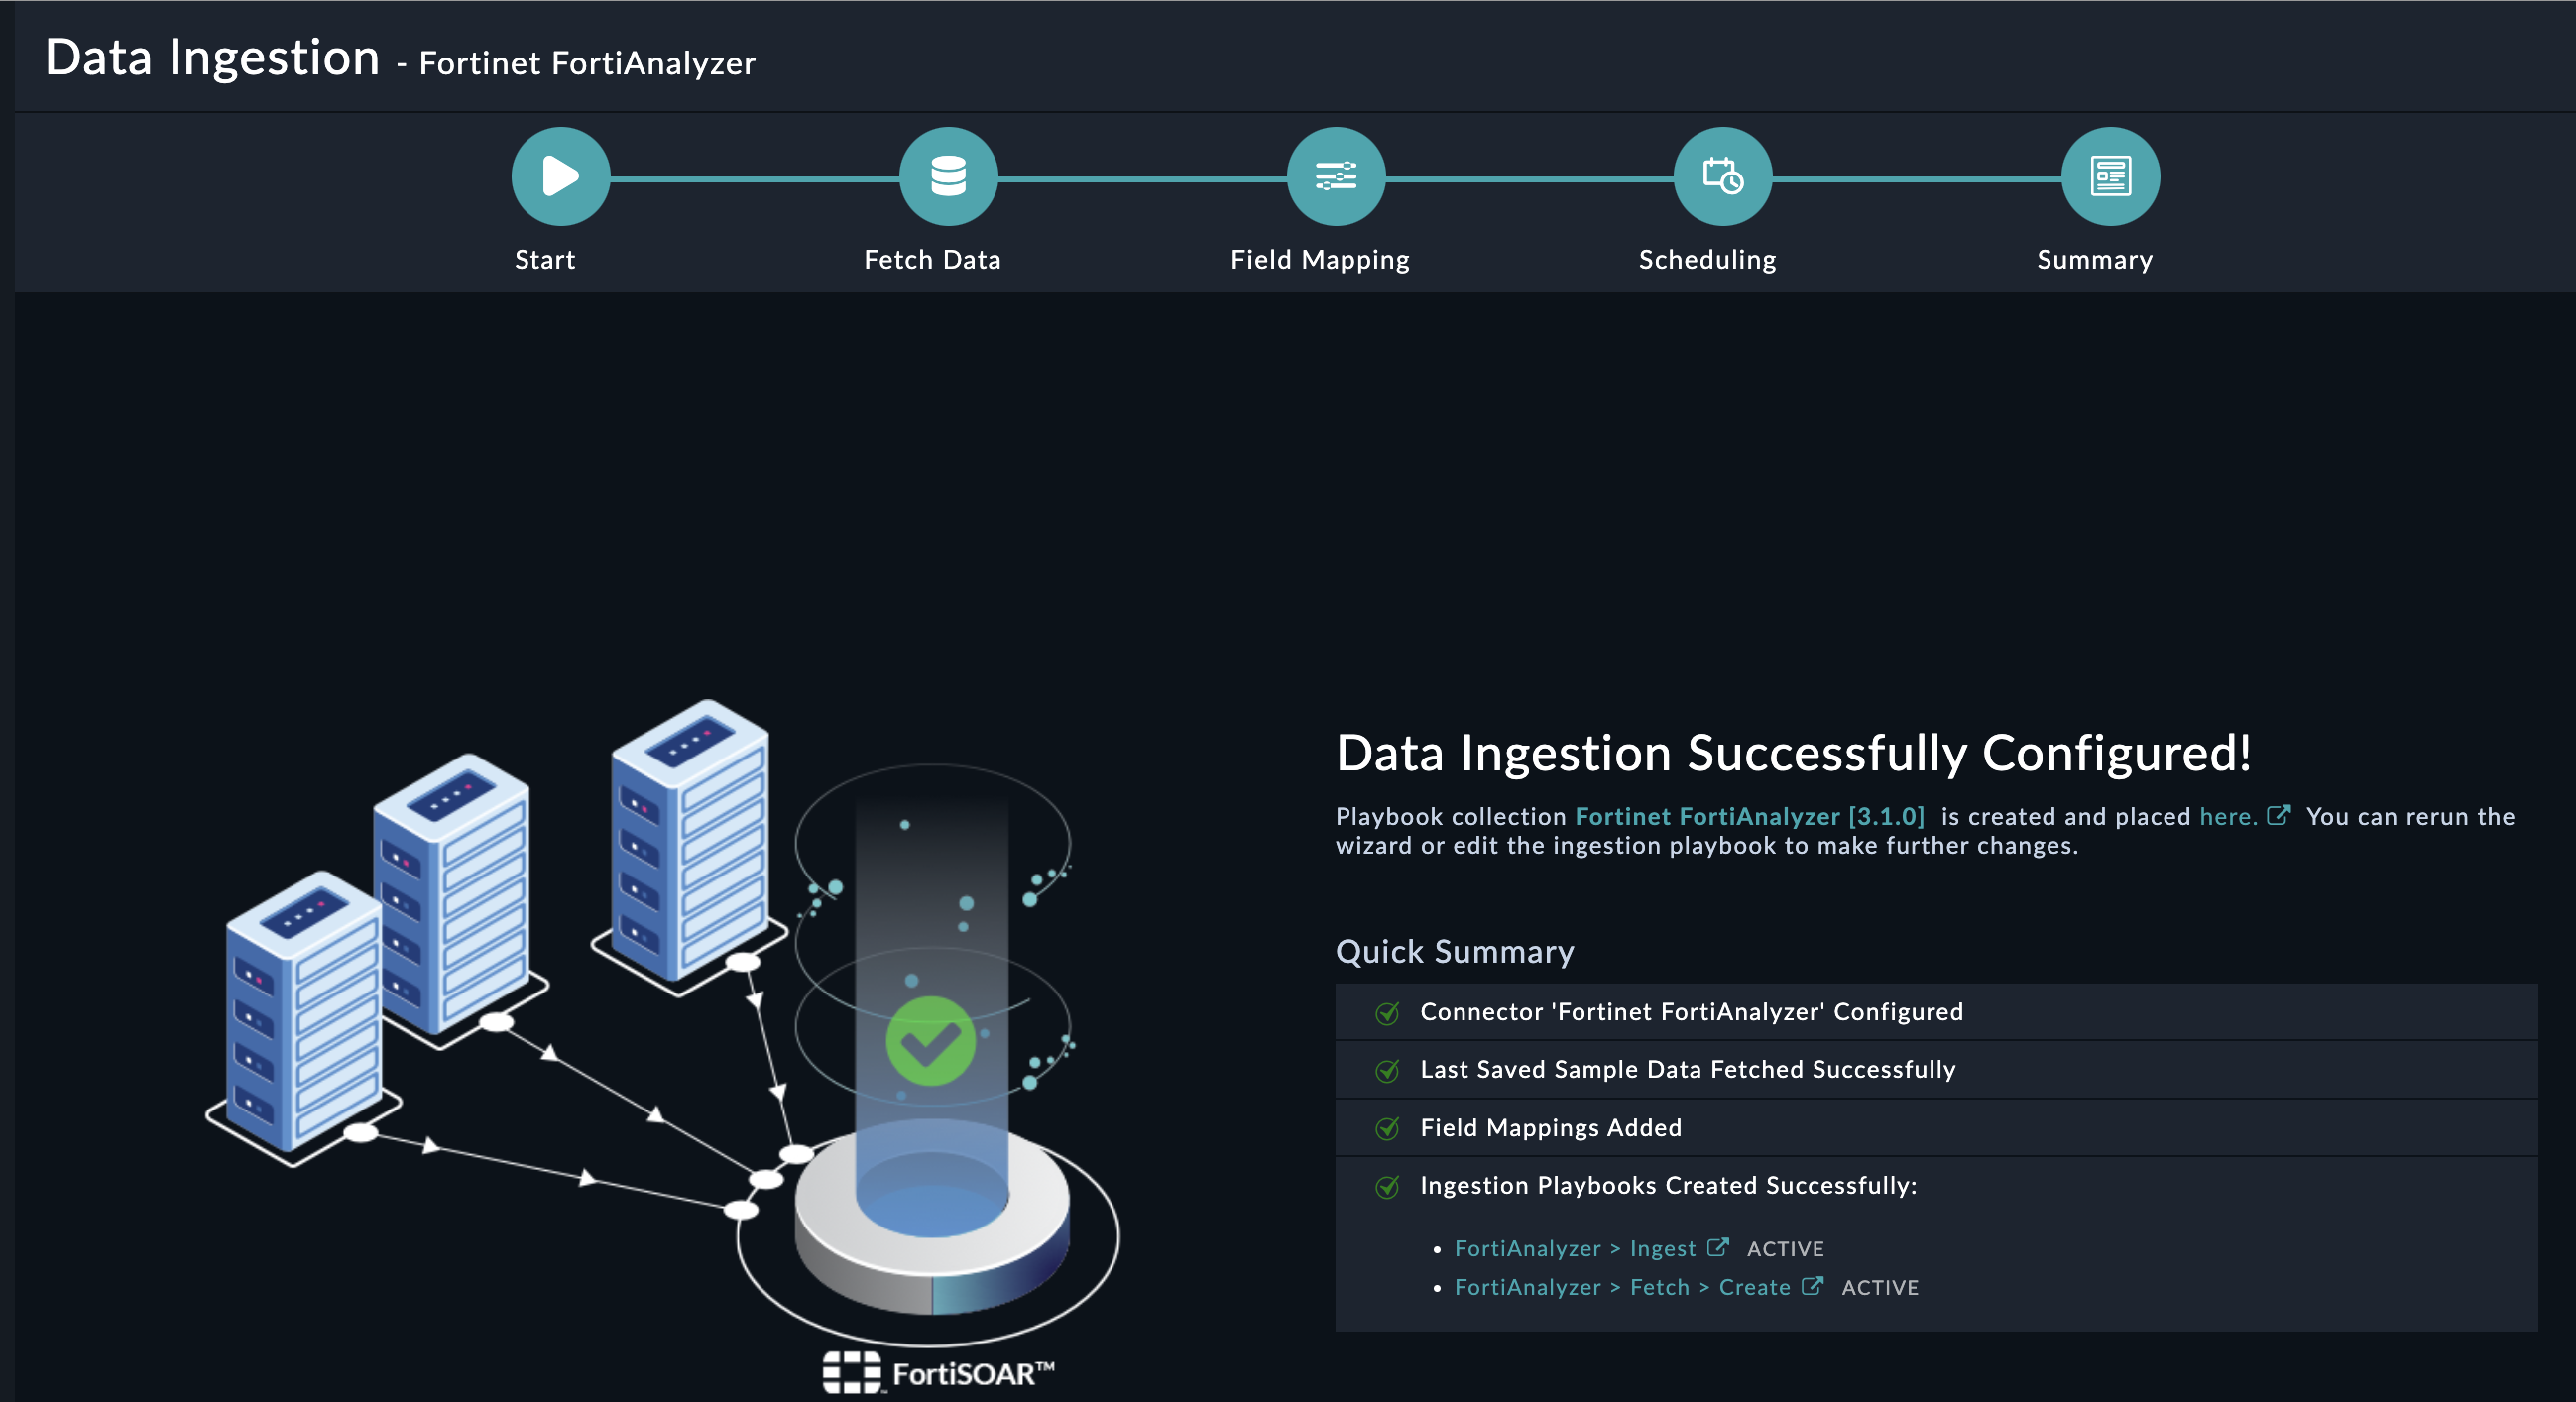 Data Ingestion - Fortinet FortiAnalyzer
Start
Fetch Data
Field Mapping
Scheduling
Summary
Data Ingestion Successfully Configured!
Playbook collection Fortinet FortiAnalyzer [3.1.0] is created and placed here. You can rerun the
wizard or edit the ingestion playbook to make further changes.
Quick Summary
Connector 'Fortinet FortiAnalyzer' Configured
Last Saved Sample Data Fetched Successfully
Field Mappings Added
Ingestion Playbooks Created Successfully:
• FortiAnalyzer > Ingest ACTIVE
• FortiAnalyzer > Fetch > Create ACTIVE
FortiSOAR™